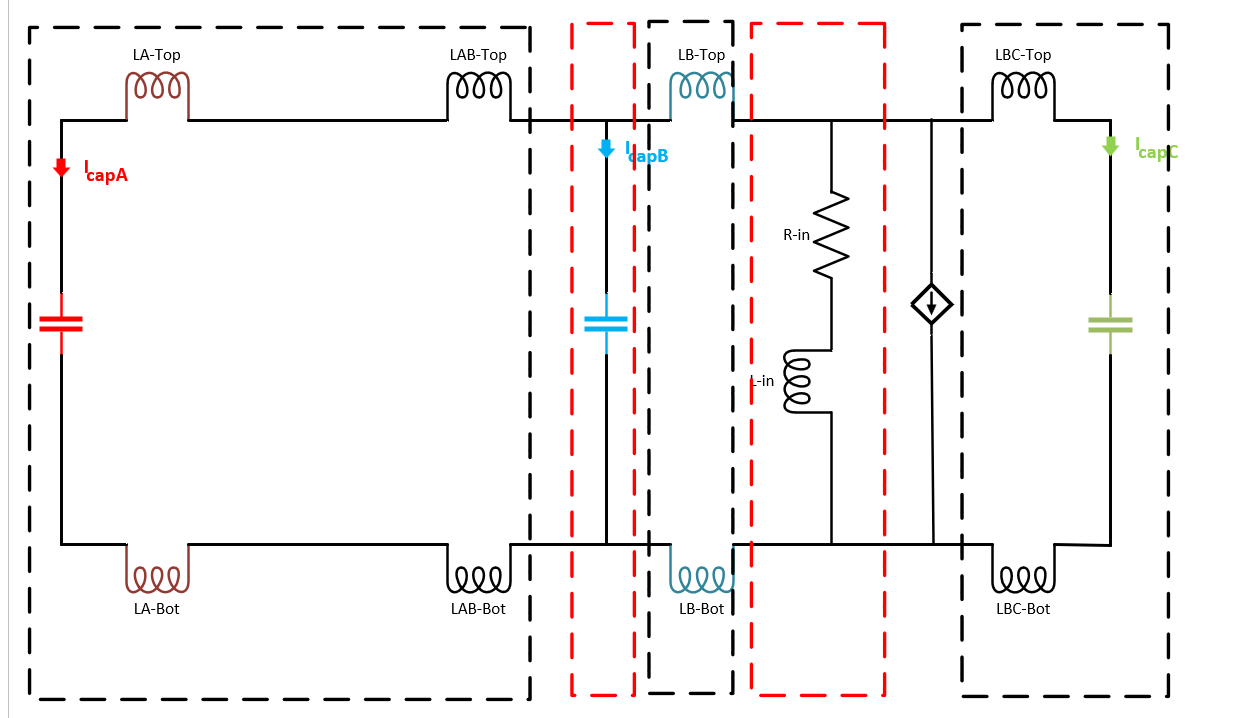 LA-Top
LAB-Top
LB-Top
LBC-Top
IcapA
IcapB
IcapC
R-in
L-in
LA-Bot
LAB-Bot
LB-Bot
LBC-Bot